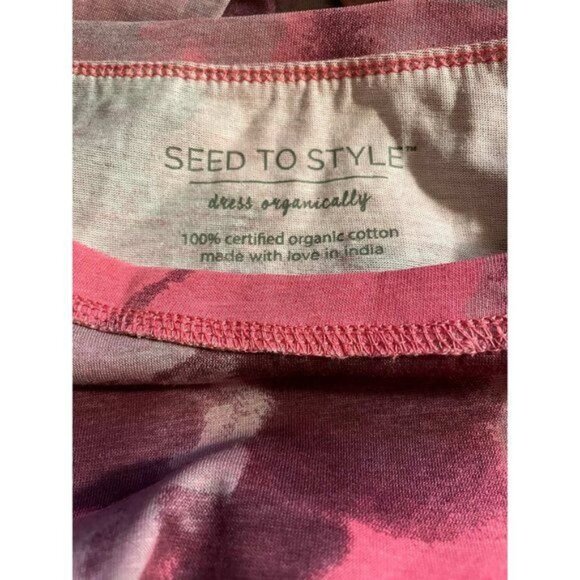 SEED TO STYLE™
dress organically
100% certified organic cotton
made with love in India